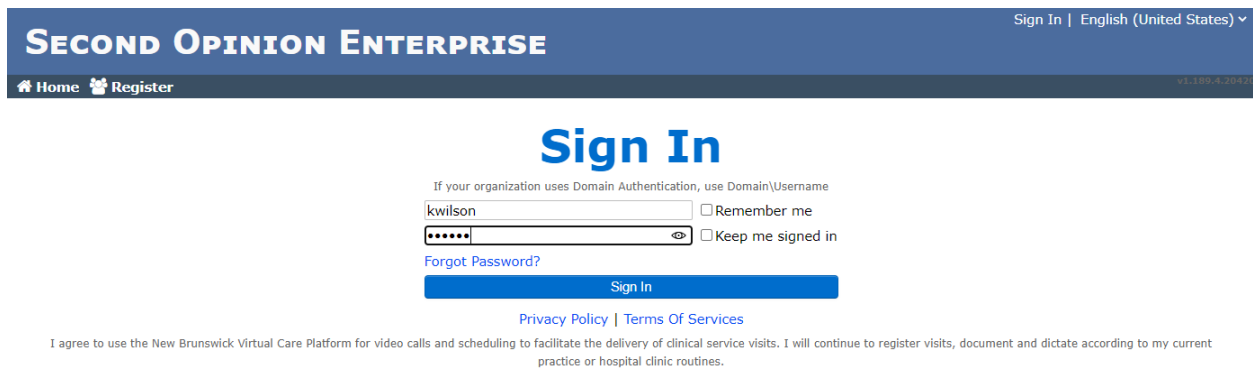 Sign In | English (United States)
SECOND OPINION ENTERPRISE
Home Register
v1.189.4.20420
Sign In
If your organization uses Domain Authentication, use Domain\Username
kwilson Remember me
•••••• Keep me signed in
Forgot Password?
Sign In
Privacy Policy | Terms Of Services
I agree to use the New Brunswick Virtual Care Platform for video calls and scheduling to facilitate the delivery of clinical service visits. I will continue to register visits, document and dictate according to my current
practice or hospital clinic routines.